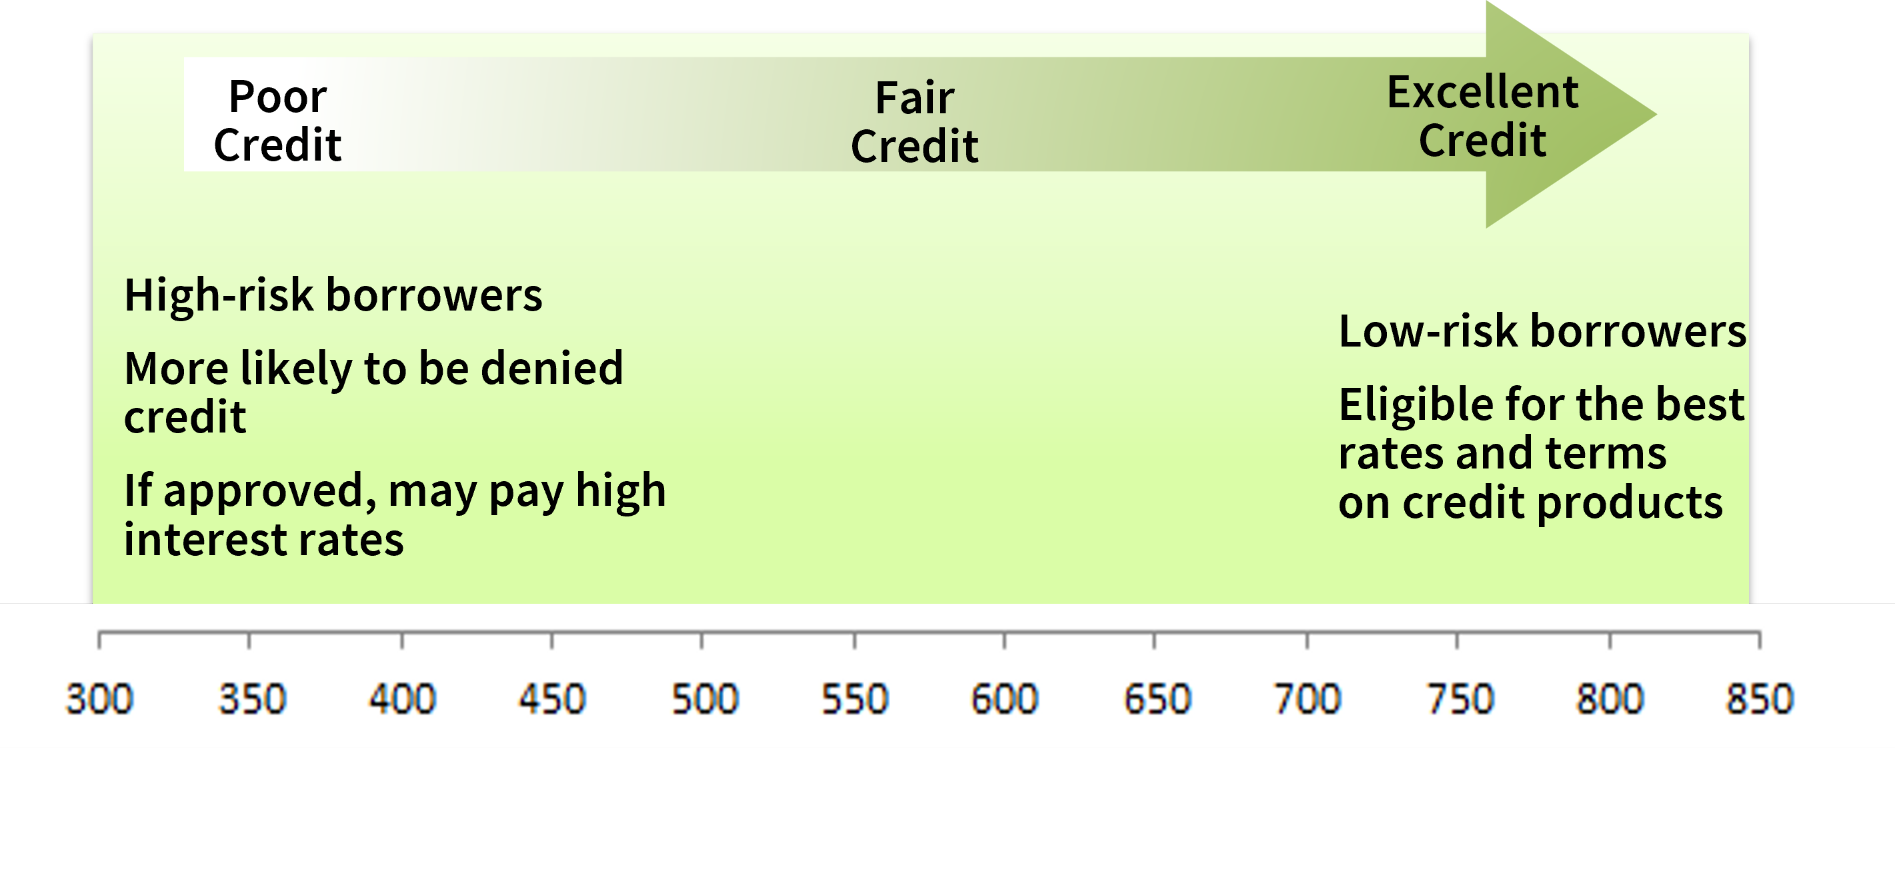 Poor
Credit
Fair
Credit
Excellent
Credit
High-risk borrowers
More likely to be denied
credit
If approved, may pay high
interest rates
Low-risk borrowers
Eligible for the best
rates and terms
on credit products
300 350 400 450 500 550 600 650 700 750 800 850